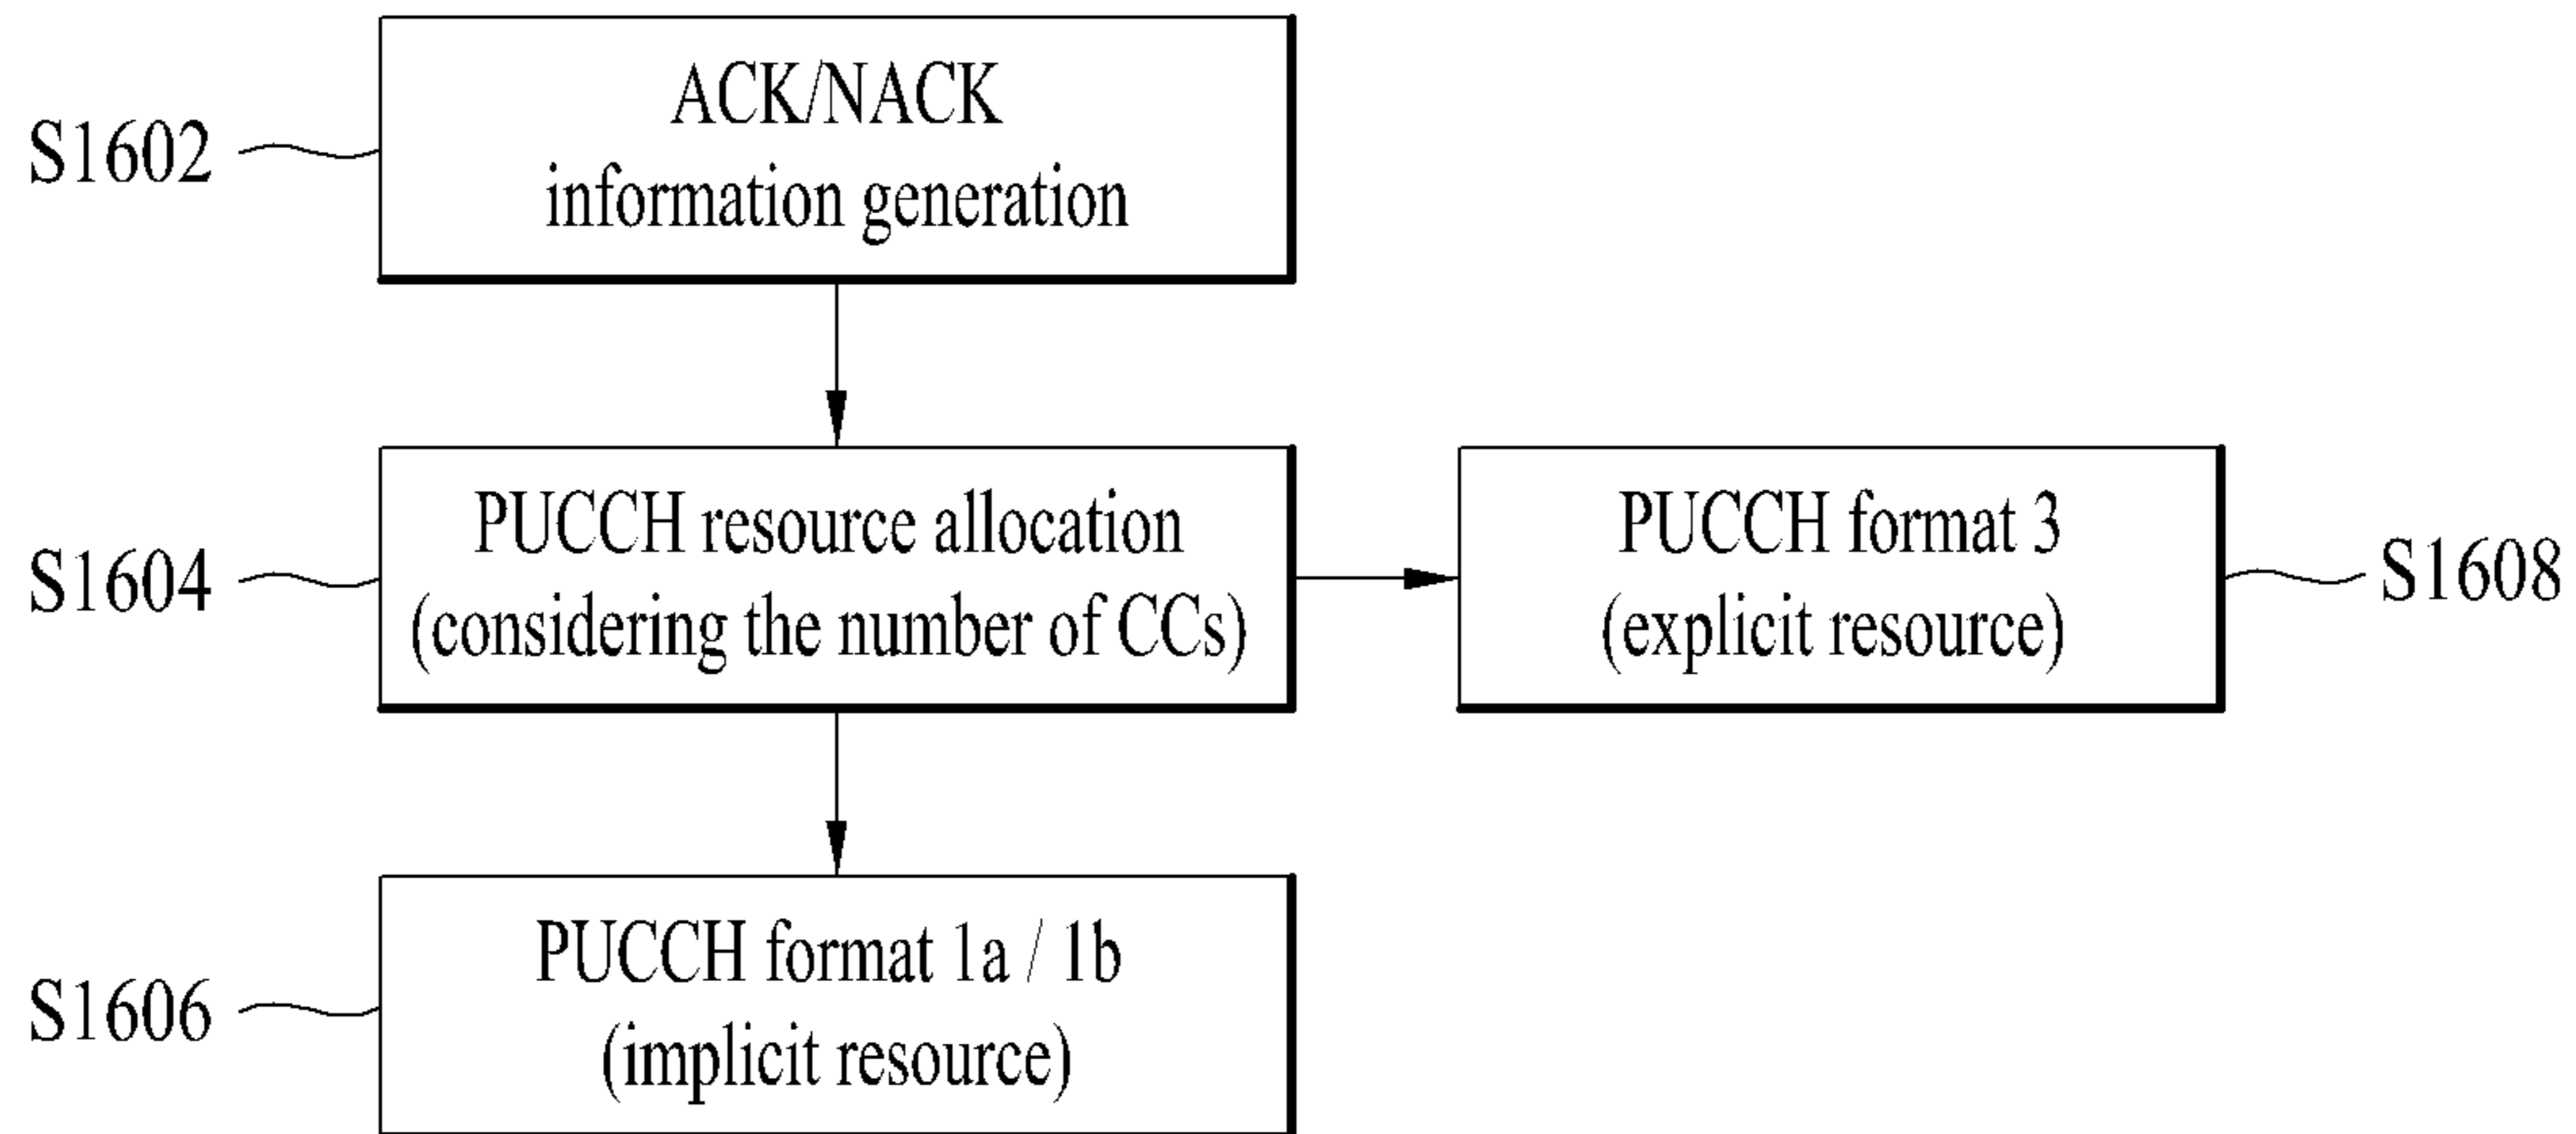 S1602
ACK/NACK
information generation
S1604
PUCCH resource allocation
(considering the number of CCs)
PUCCH format 3
(explicit resource)
S1608
S1606
PUCCH format 1a / 1b
(implicit resource)